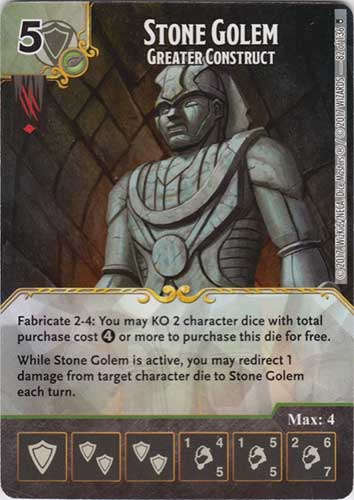 5
STONE GOLEM
GREATER CONSTRUCT
Fabricate 2-4: You may KO 2 character dice with total
purchase cost 4 or more to purchase this die for free.
While Stone Golem is active, you may redirect 1
damage from target character die to Stone Golem
each turn.
Max: 4
1 4 5
1 5 5
2 6 7